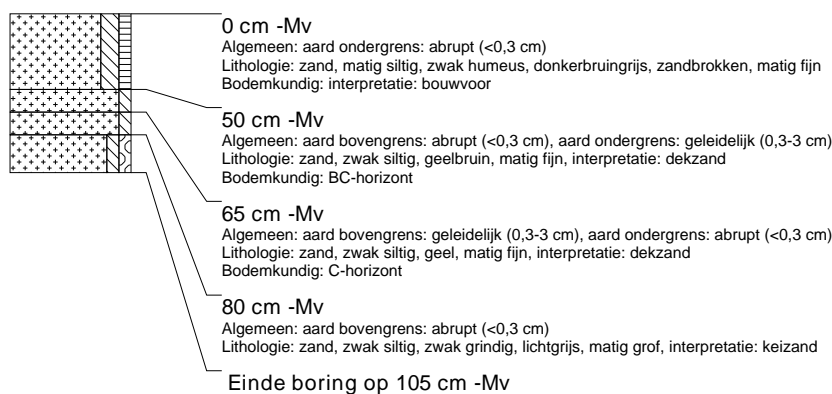 0 cm -Mv
Algemeen: aard ondergrens: abrupt (<0,3 cm)
Lithologie: zand, matig siltig, zwak humeus, donkerbruingrijs, zandbrokken, matig fijn
Bodemkundig: interpretatie: bouwvoor
50 cm -Mv
Algemeen: aard bovengrens: abrupt (<0,3 cm), aard ondergrens: geleidelijk (0,3-3 cm)
Lithologie: zand, zwak siltig, geelbruin, matig fijn, interpretatie: dekzand
Bodemkundig: BC-horizont
65 cm -Mv
Algemeen: aard bovengrens: geleidelijk (0,3-3 cm), aard ondergrens: abrupt (<0,3 cm)
Lithologie: zand, zwak siltig, geel, matig fijn, interpretatie: dekzand
Bodemkundig: C-horizont
80 cm -Mv
Algemeen: aard bovengrens: abrupt (<0,3 cm)
Lithologie: zand, zwak siltig, zwak grindig, lichtgrijs, matig grof, interpretatie: keizand
Einde boring op 105 cm -Mv